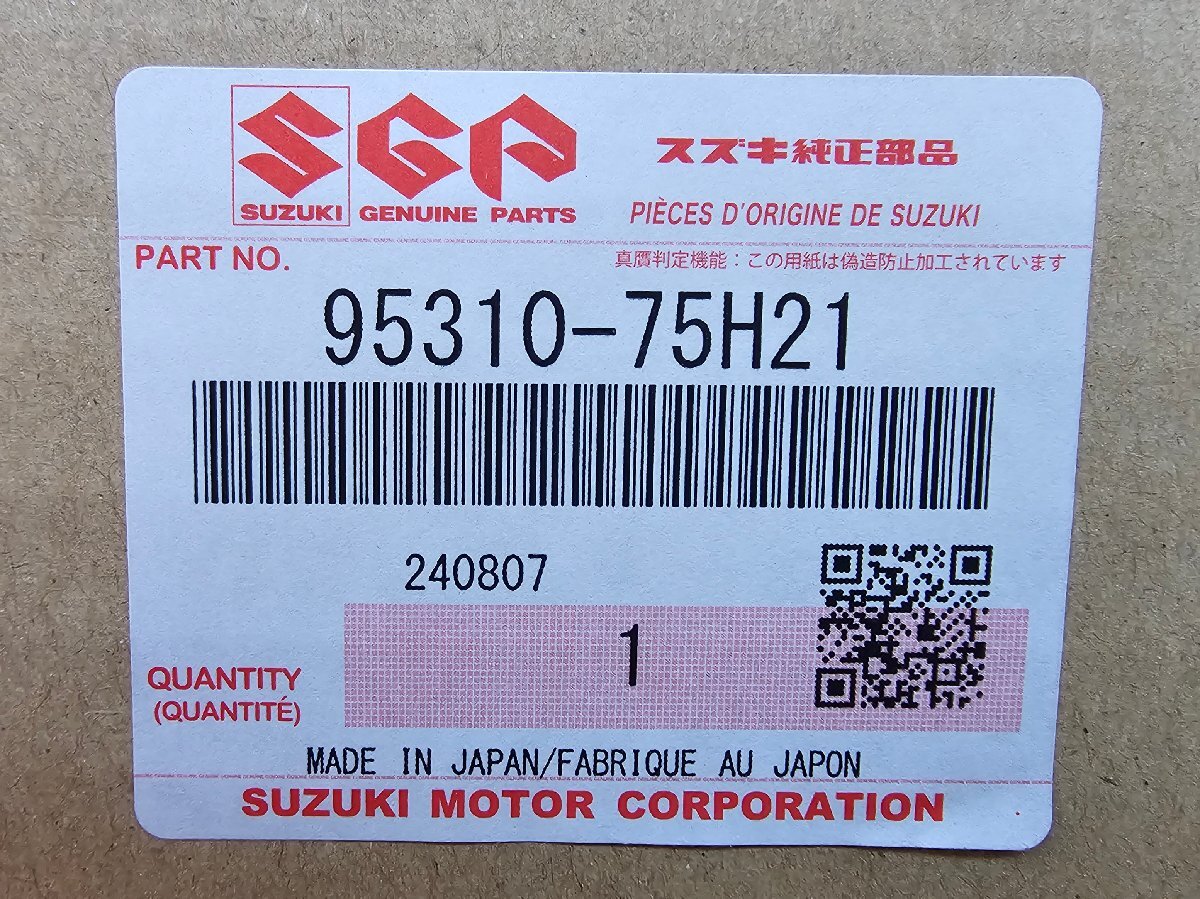 SGP
SUZUKI GENUINE PARTS
スズキ純正部品
PIÈCES D'ORIGINE DE SUZUKI
PART NO.
真贋判定機能：この用紙は偽造防止加工されています
95310-75H21
240807
1
QUANTITY
(QUANTITÉ)
MADE IN JAPAN/FABRIQUE AU JAPON
SUZUKI MOTOR CORPORATION